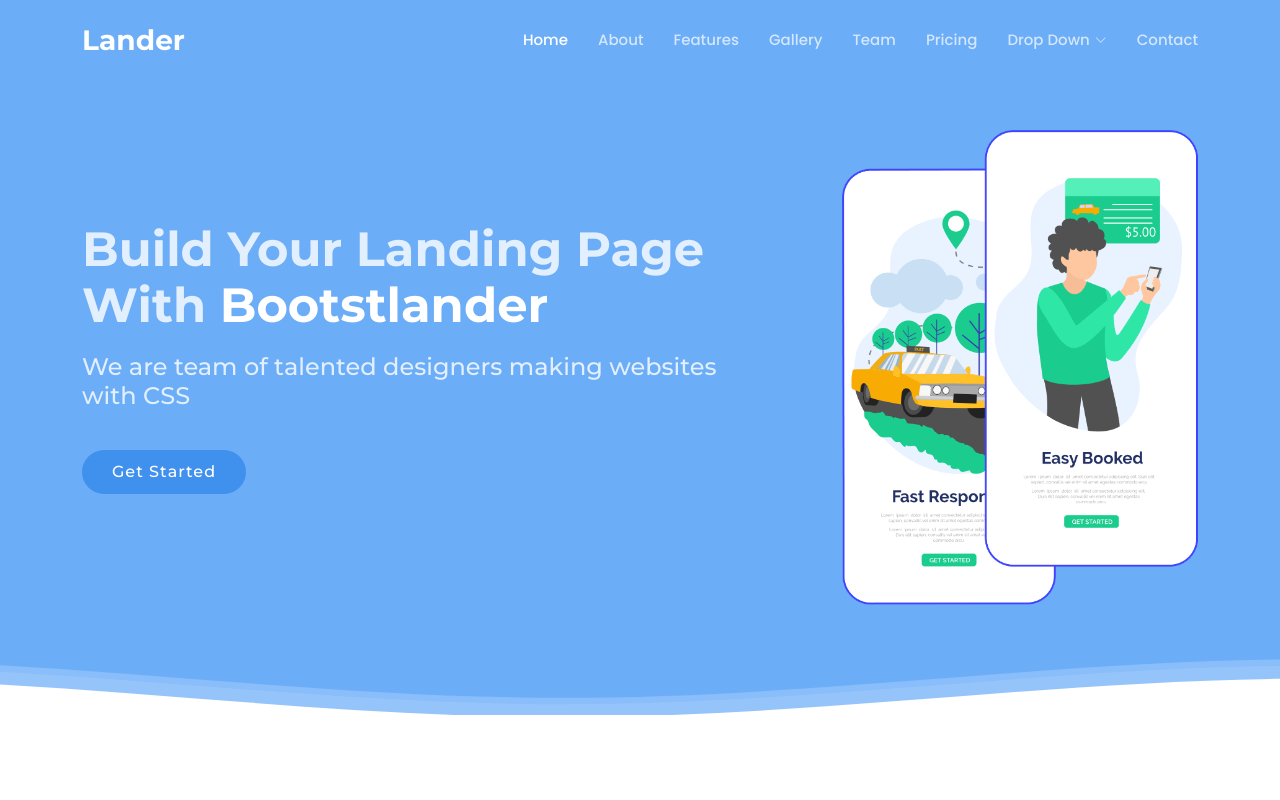 Lander
Home About Features Gallery Team Pricing Drop Down Contact
Build Your Landing Page
With Bootstlander
We are team of talented designers making websites
with CSS
Get Started
Fast Respon
GET STARTED
$5.00
Easy Booked
GET STARTED